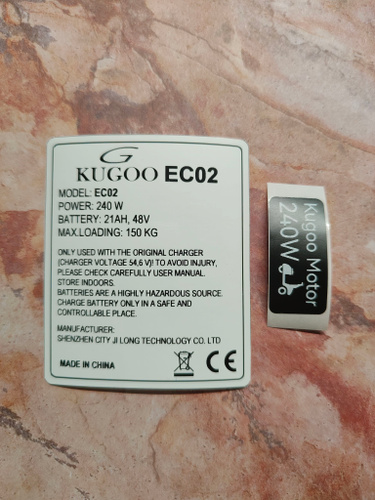 G
KUGOO EC02
MODEL: EC02
POWER: 240 W
BATTERY: 21AH, 48V
MAX.LOADING: 150 KG
ONLY USED WITH THE ORIGINAL CHARGER
(CHARGER VOLTAGE 54,6 V)! TO AVOID INJURY,
PLEASE CHECK CAREFULLY USER MANUAL.
STORE INDOORS.
BATTERIES ARE A HIGHLY HAZARDOUS SOURCE.
CHARGE BATTERY ONLY IN A SAFE AND
CONTROLLABLE PLACE.
MANUFACTURER:
SHENZHEN CITY JI LONG TECHNOLOGY CO. LTD
MADE IN CHINA
CE
Kugoo Motor
240W